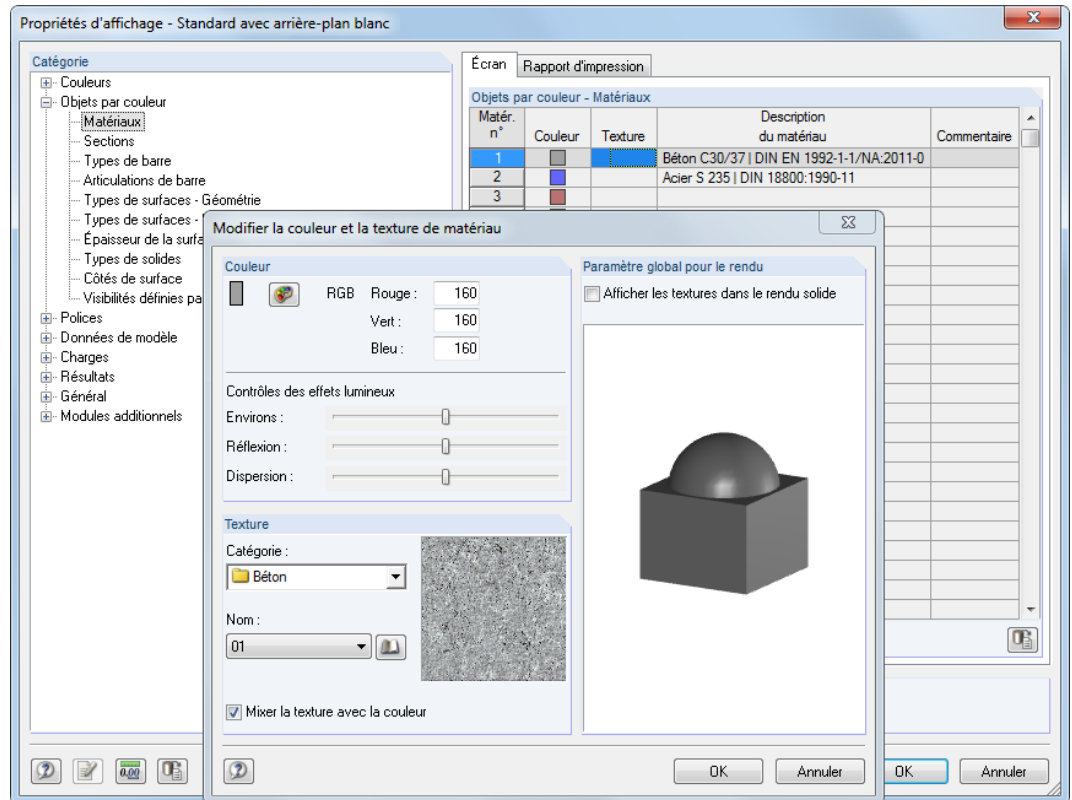 Propriétés d'affichage - Standard avec arrière-plan blanc
Catégorie
Couleurs
Objets par couleur
Matériaux
Sections
Types de barre
Articulations de barre
Types de surfaces - Géométrie
Types de surfaces -
Épaisseur de la surfa
Types de solides
Côtés de surface
Visibilités définies pa
Polices
Données de modèle
Charges
Résultats
Général
Modules additionnels
0.00
Écran Rapport d'impression
Objets par couleur - Matériaux
Matér. n° Couleur Texture Description du matériau Commentaire
1 Béton C30/37 | DIN EN 1992-1-1/NA:2011-0
2 Acier S 235 | DIN 18800:1990-11
3
Modifier la couleur et la texture de matériau
Couleur
RGB Rouge : 160
Vert : 160
Bleu : 160
Contrôles des effets lumineux
Environs :
Réflexion :
Dispersion :
Texture
Catégorie :
Béton
Nom :
01
Mixer la texture avec la couleur
Paramètre global pour le rendu
Afficher les textures dans le rendu solide
OK Annuler
OK Annuler